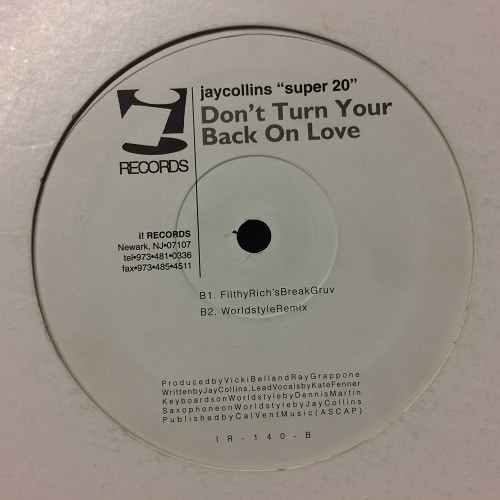 jaycollins “super 20”
Don't Turn Your
Back On Love
i!
RECORDS
i! RECORDS
Newark, NJ•07107
tel•973•481•0336
fax•973•485•4511
B1. FilthyRich'sBreakGruv
B2. WorldstyleRemix
ProducedbyVickiBellandRayGrappone
WrittenbyJayCollins,LeadVocalsbyKateFenner
KeyboardsonWorldstylebyDennisMartin
SaxophoneonWorldstylebyJayCollins
PublishedbyCalVentMusic(ASCAP)
IR-140-B